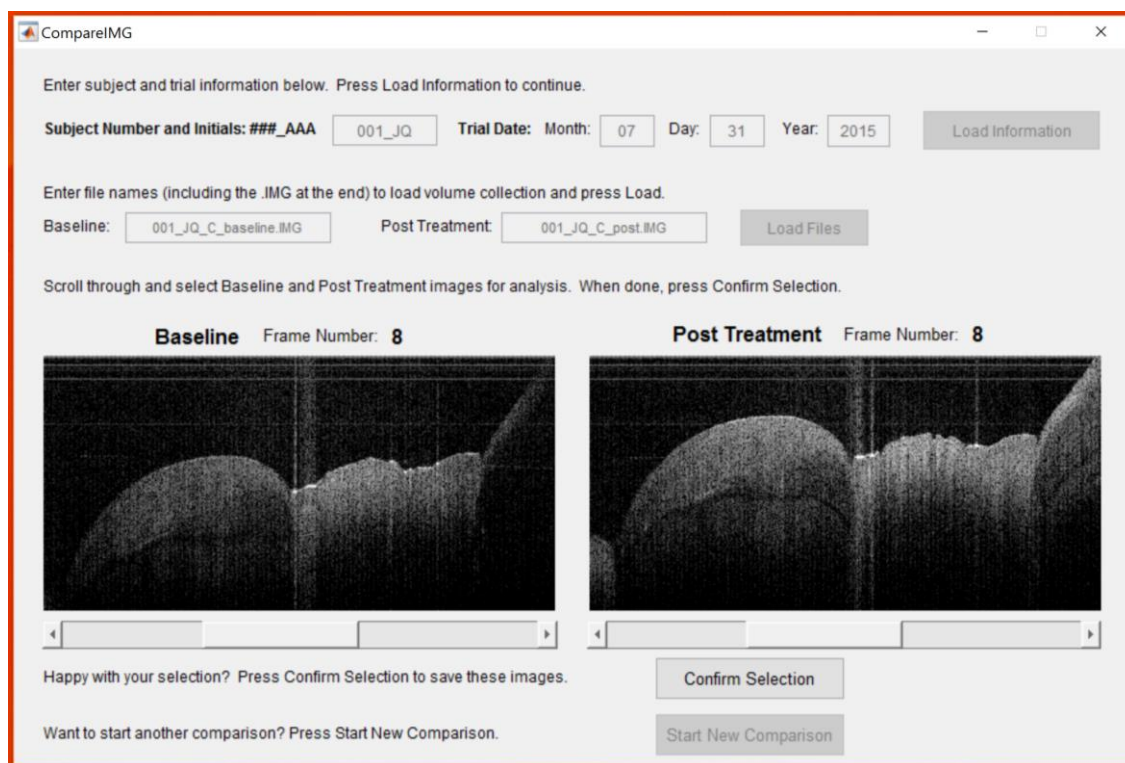 CompareIMG
Enter subject and trial information below. Press Load Information to continue.
Subject Number and Initials: ###_AAA 001_JQ Trial Date: Month: 07 Day: 31 Year: 2015 Load Information
Enter file names (including the .IMG at the end) to load volume collection and press Load.
Baseline: 001_JQ_C_baseline.IMG Post Treatment: 001_JQ_C_post.IMG Load Files
Scroll through and select Baseline and Post Treatment images for analysis. When done, press Confirm Selection.
Baseline Frame Number: 8 Post Treatment Frame Number: 8
Happy with your selection? Press Confirm Selection to save these images. Confirm Selection
Want to start another comparison? Press Start New Comparison. Start New Comparison